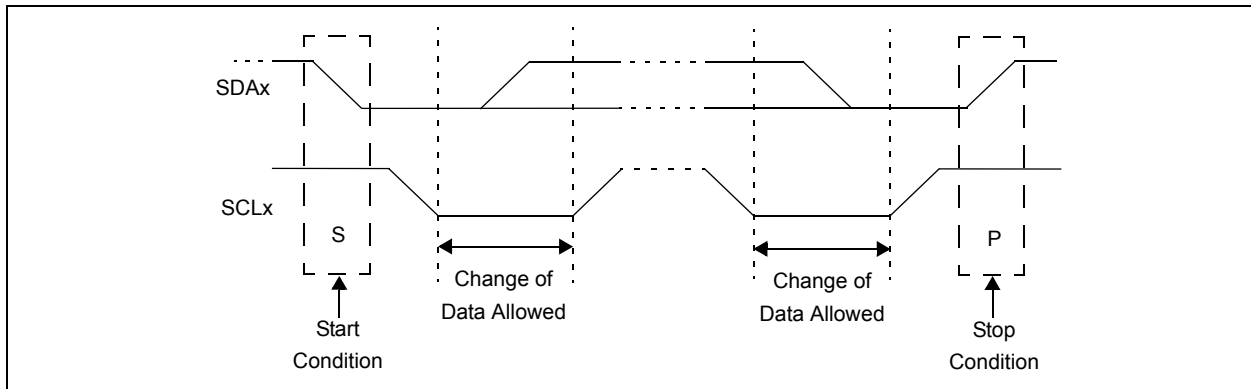 SDAx
SCLx
S
P
Change of
Data Allowed
Change of
Data Allowed
Start
Condition
Stop
Condition